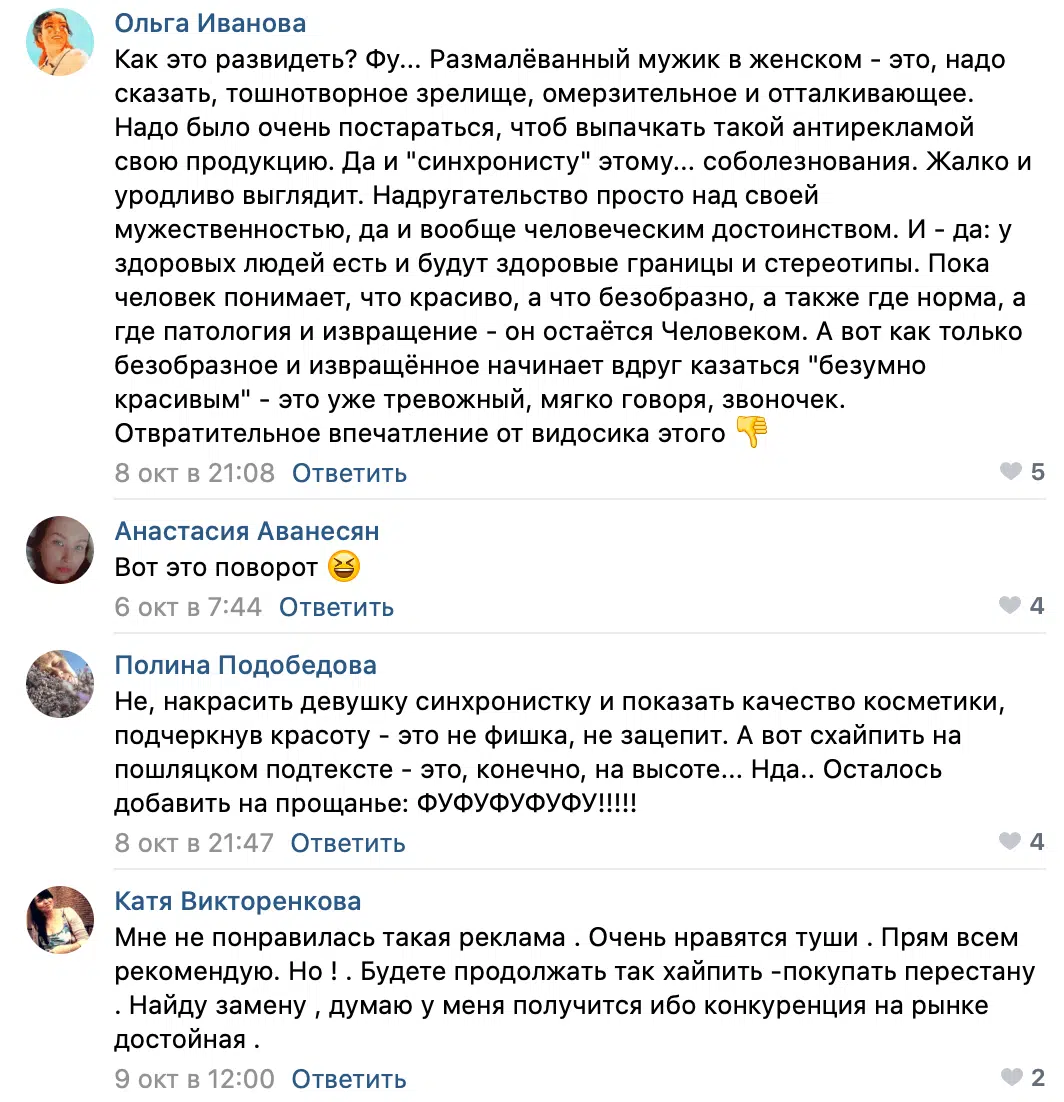 Ольга Иванова
Как это развидеть? Фу... Размалёванный мужик в женском - это, надо
сказать, тошнотворное зрелище, омерзительное и отталкивающее.
Надо было очень постараться, чтоб выпачкать такой антирекламой
свою продукцию. Да и "синхронисту" этому... соболезнования. Жалко и
уродливо выглядит. Надругательство просто над своей
мужественностью, да и вообще человеческим достоинством. И - да: у
здоровых людей есть и будут здоровые границы и стереотипы. Пока
человек понимает, что красиво, а что безобразно, а также где норма, а
где патология и извращение - он остаётся Человеком. А вот как только
безобразное и извращённое начинает вдруг казаться "безумно
красивым" - это уже тревожный, мягко говоря, звоночек.
Отвратительное впечатление от видосика этого 👎
8 окт в 21:08 Ответить 5
Анастасия Аванесян
Вот это поворот 😆
6 окт в 7:44 Ответить 4
Полина Подобедова
Не, накрасить девушку синхронистку и показать качество косметики,
подчеркнув красоту - это не фишка, не зацепит. А вот схайпить на
пошляцком подтексте - это, конечно, на высоте... Нда.. Осталось
добавить на прощанье: ФУФУФУФУФУ!!!!!
8 окт в 21:47 Ответить 4
Катя Викторенкова
Мне не понравилась такая реклама . Очень нравятся туши . Прям всем
рекомендую. Но ! . Будете продолжать так хайпить -покупать перестану
. Найду замену , думаю у меня получится ибо конкуренция на рынке
достойная .
9 окт в 12:00 Ответить 2